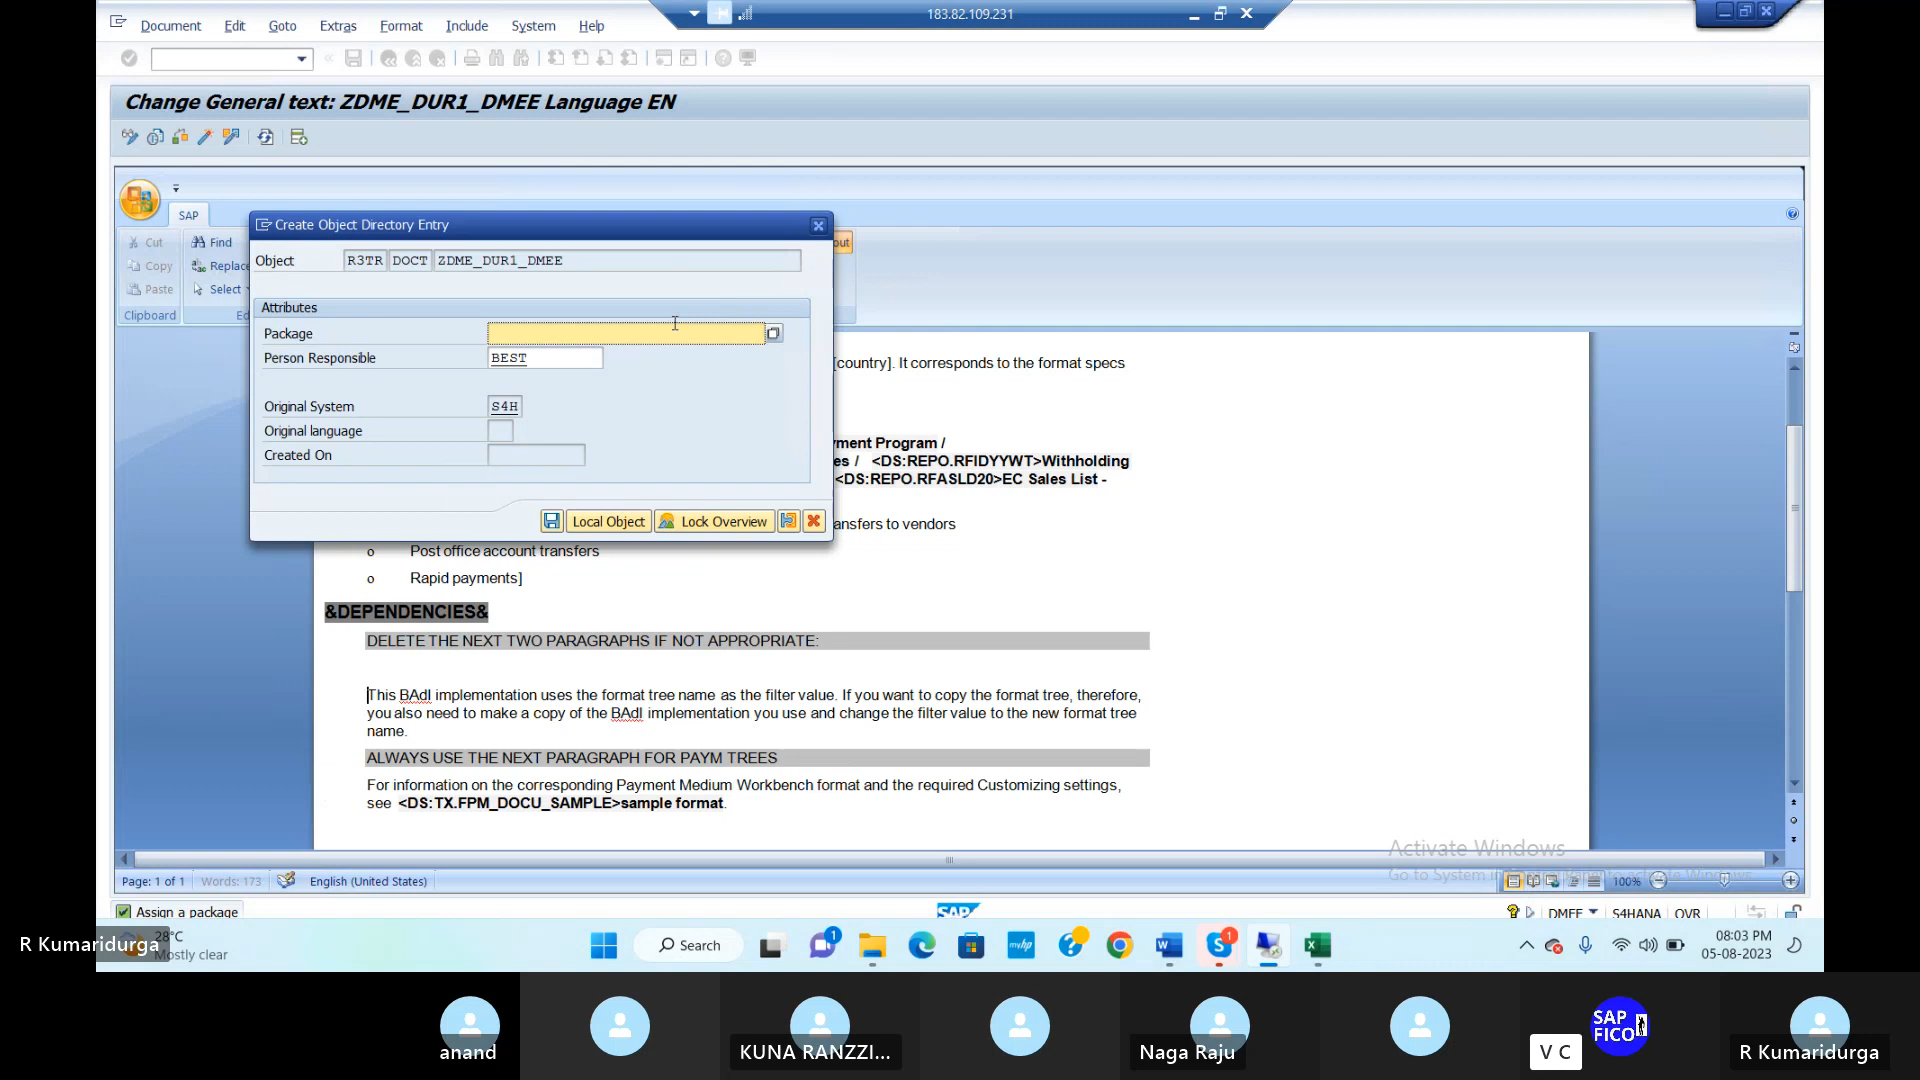 183.82.109.231
Document Edit Goto Extras Format Include System Help
Change General text: ZDME_DUR1_DMEE Language EN
SAP
Cut
Copy
Paste
Clipboard
Find
Replace
Select
Ed
out
Create Object Directory Entry
Object R3TR DOCT ZDME_DUR1_DMEE
Attributes
Package
Person Responsible BEST
Original System S4H
Original language
Created On
Local Object Lock Overview
[country]. It corresponds to the format specs
ment Program /
es / <DS:REPO.RFIDYYWT>Withholding
<DS:REPO.RFASLD20>EC Sales List -
ansfers to vendors
o Post office account transfers
o Rapid payments]
&DEPENDENCIES&
DELETE THE NEXT TWO PARAGRAPHS IF NOT APPROPRIATE:
This BAdI implementation uses the format tree name as the filter value. If you want to copy the format tree, therefore,
you also need to make a copy of the BAdI implementation you use and change the filter value to the new format tree
name.
ALWAYS USE THE NEXT PARAGRAPH FOR PAYM TREES
For information on the corresponding Payment Medium Workbench format and the required Customizing settings,
see <DS:TX.FPM_DOCU_SAMPLE>sample format.
Activate Windows
Page: 1 of 1 Words: 173 English (United States) 100%
Assign a package SAP DMEE S4HANA OVR
R Kumaridurga
28°C
Mostly clear
Search
1
myhp
1
08:03 PM
05-08-2023
anand
KUNA RANZZI...
Naga Raju
SAP
FICO
V C
R Kumaridurga